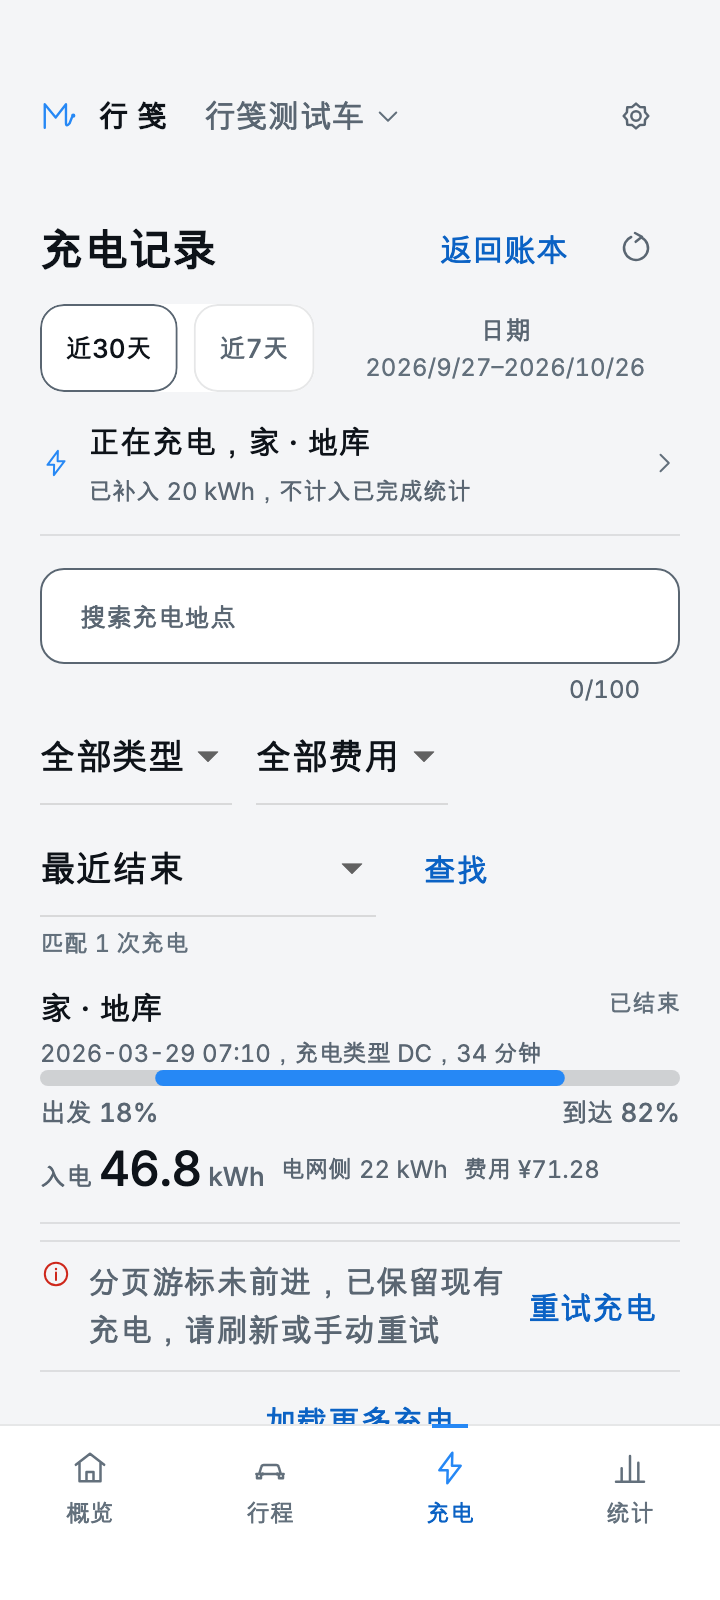 行笺 行笺测试车
充电记录 返回账本
近30天 近7天 日期
2026/9/27–2026/10/26
正在充电，家 · 地库
已补入 20 kWh，不计入已完成统计
搜索充电地点
0/100
全部类型 全部费用
最近结束 查找
匹配 1 次充电
家 · 地库 已结束
2026-03-29 07:10，充电类型 DC，34 分钟
出发 18% 到达 82%
入电 46.8 kWh 电网侧 22 kWh 费用 ¥71.28
分页游标未前进，已保留现有
充电，请刷新或手动重试 重试充电
加载更多充电
概览 行程 充电 统计